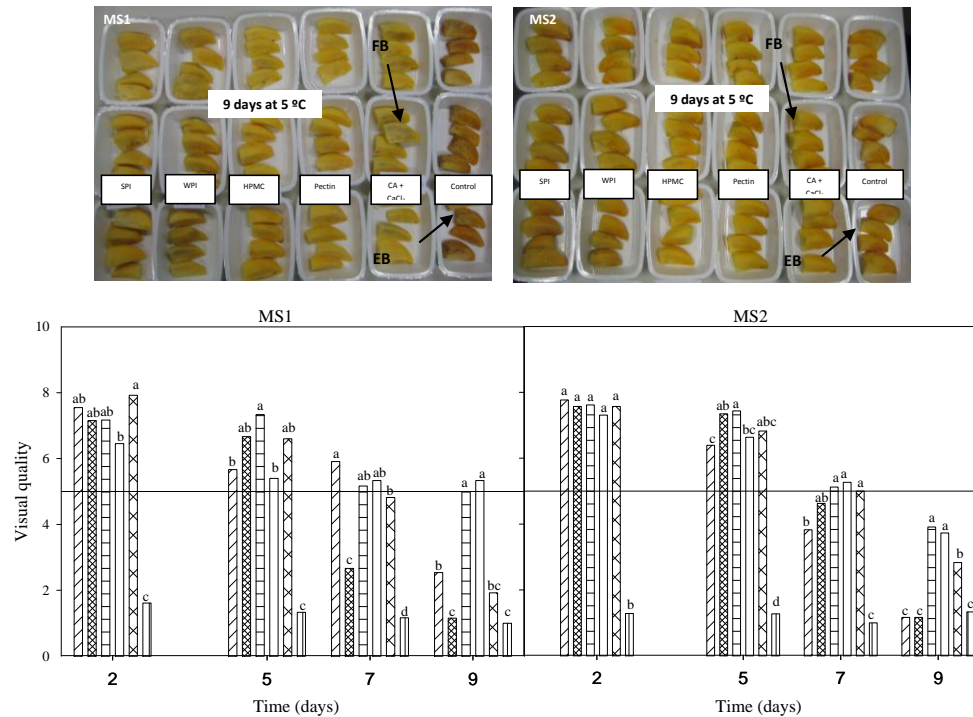 MS1
FB
9 days at 5 ºC
SPI
WPI
HPMC
Pectin
CA +
CaCl₂
Control
EB
MS2
FB
9 days at 5 ºC
SPI
WPI
HPMC
Pectin
CA +
CaCl₂
Control
EB
MS1
MS2
Visual quality
10
8
6
4
2
0
ab ab ab b a c
b ab a b ab c
a c ab ab b d
b c a a bc c
a a a a a b
c ab a bc abc d
b ab a a a c
c c a a b c
2 5 7 9
2 5 7 9
Time (days)
Time (days)